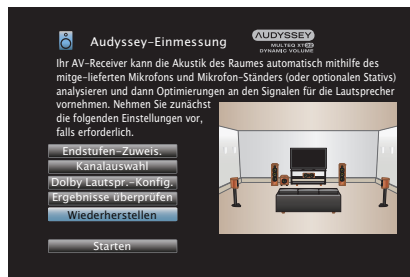 Audyssey-Einmessung
AUDYSSEY
MULTEQ XT32
DYNAMIC VOLUME
Ihr AV-Receiver kann die Akustik des Raumes automatisch mithilfe des
mitge-lieferten Mikrofons und Mikrofon-Ständers (oder optionalen Stativs)
analysieren und dann Optimierungen an den Signalen für die Lautsprecher
vornehmen. Nehmen Sie zunächst
die folgenden Einstellungen vor,
falls erforderlich.
Endstufen-Zuweis.
Kanalauswahl
Dolby Lautspr.-Konfig.
Ergebnisse überprüfen
Wiederherstellen
Starten